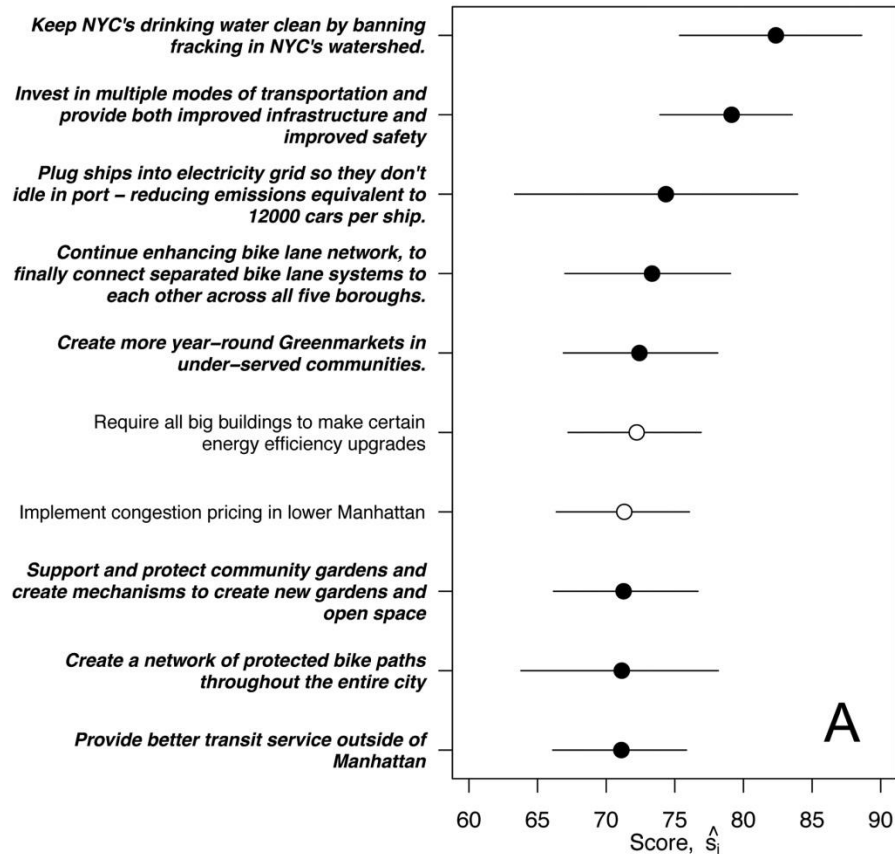 Keep NYC's drinking water clean by banning
fracking in NYC's watershed.
Invest in multiple modes of transportation and
provide both improved infrastructure and
improved safety
Plug ships into electricity grid so they don't
idle in port – reducing emissions equivalent to
12000 cars per ship.
Continue enhancing bike lane network, to
finally connect separated bike lane systems to
each other across all five boroughs.
Create more year–round Greenmarkets in
under–served communities.
Require all big buildings to make certain
energy efficiency upgrades
Implement congestion pricing in lower Manhattan
Support and protect community gardens and
create mechanisms to create new gardens and
open space
Create a network of protected bike paths
throughout the entire city
Provide better transit service outside of
Manhattan
A
60 65 70 75 80 85 90
Score, ŝᵢ